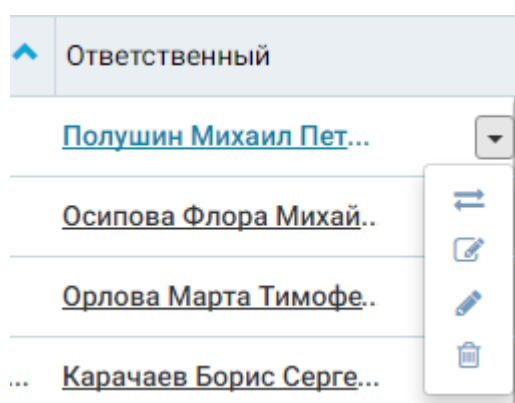 Ответственный
Полушин Михаил Пет...
Осипова Флора Михай..
Орлова Марта Тимофе..
... Карачаев Борис Серге...